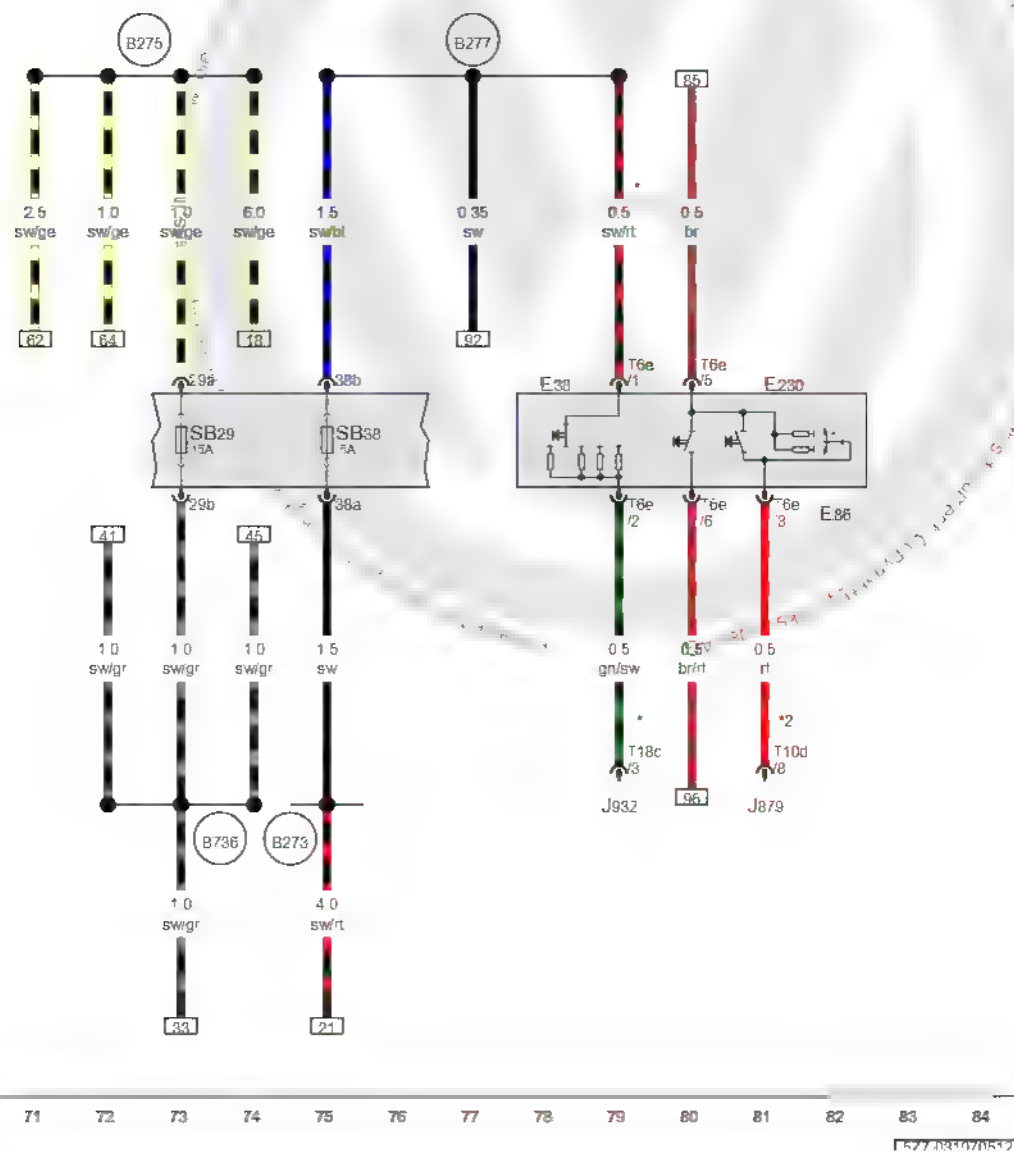 B275
B277
85
2.5
sw/ge
1.0
sw/ge
1.0
sw/ge
6.0
sw/ge
1.5
sw/bl
0.35
sw
*
0.5
sw/rt
0.5
br
62
64
18
92
29a
38b
T6e
/1
T6e
/5
E38
E230
SB29
15A
SB38
5A
29b
38a
T6e
/2
T6e
/6
T6e
/3
E86
41
45
1.0
sw/gr
1.0
sw/gr
1.0
sw/gr
1.5
sw
0.5
gn/sw
0.5
br/rt
0.5
rt
*
*2
T18c
/3
T10d
/8
J932
96
J879
B736
B273
1.0
sw/gr
4.0
sw/rt
33
21
71 72 73 74 75 76 77 78 79 80 81 82 83 84